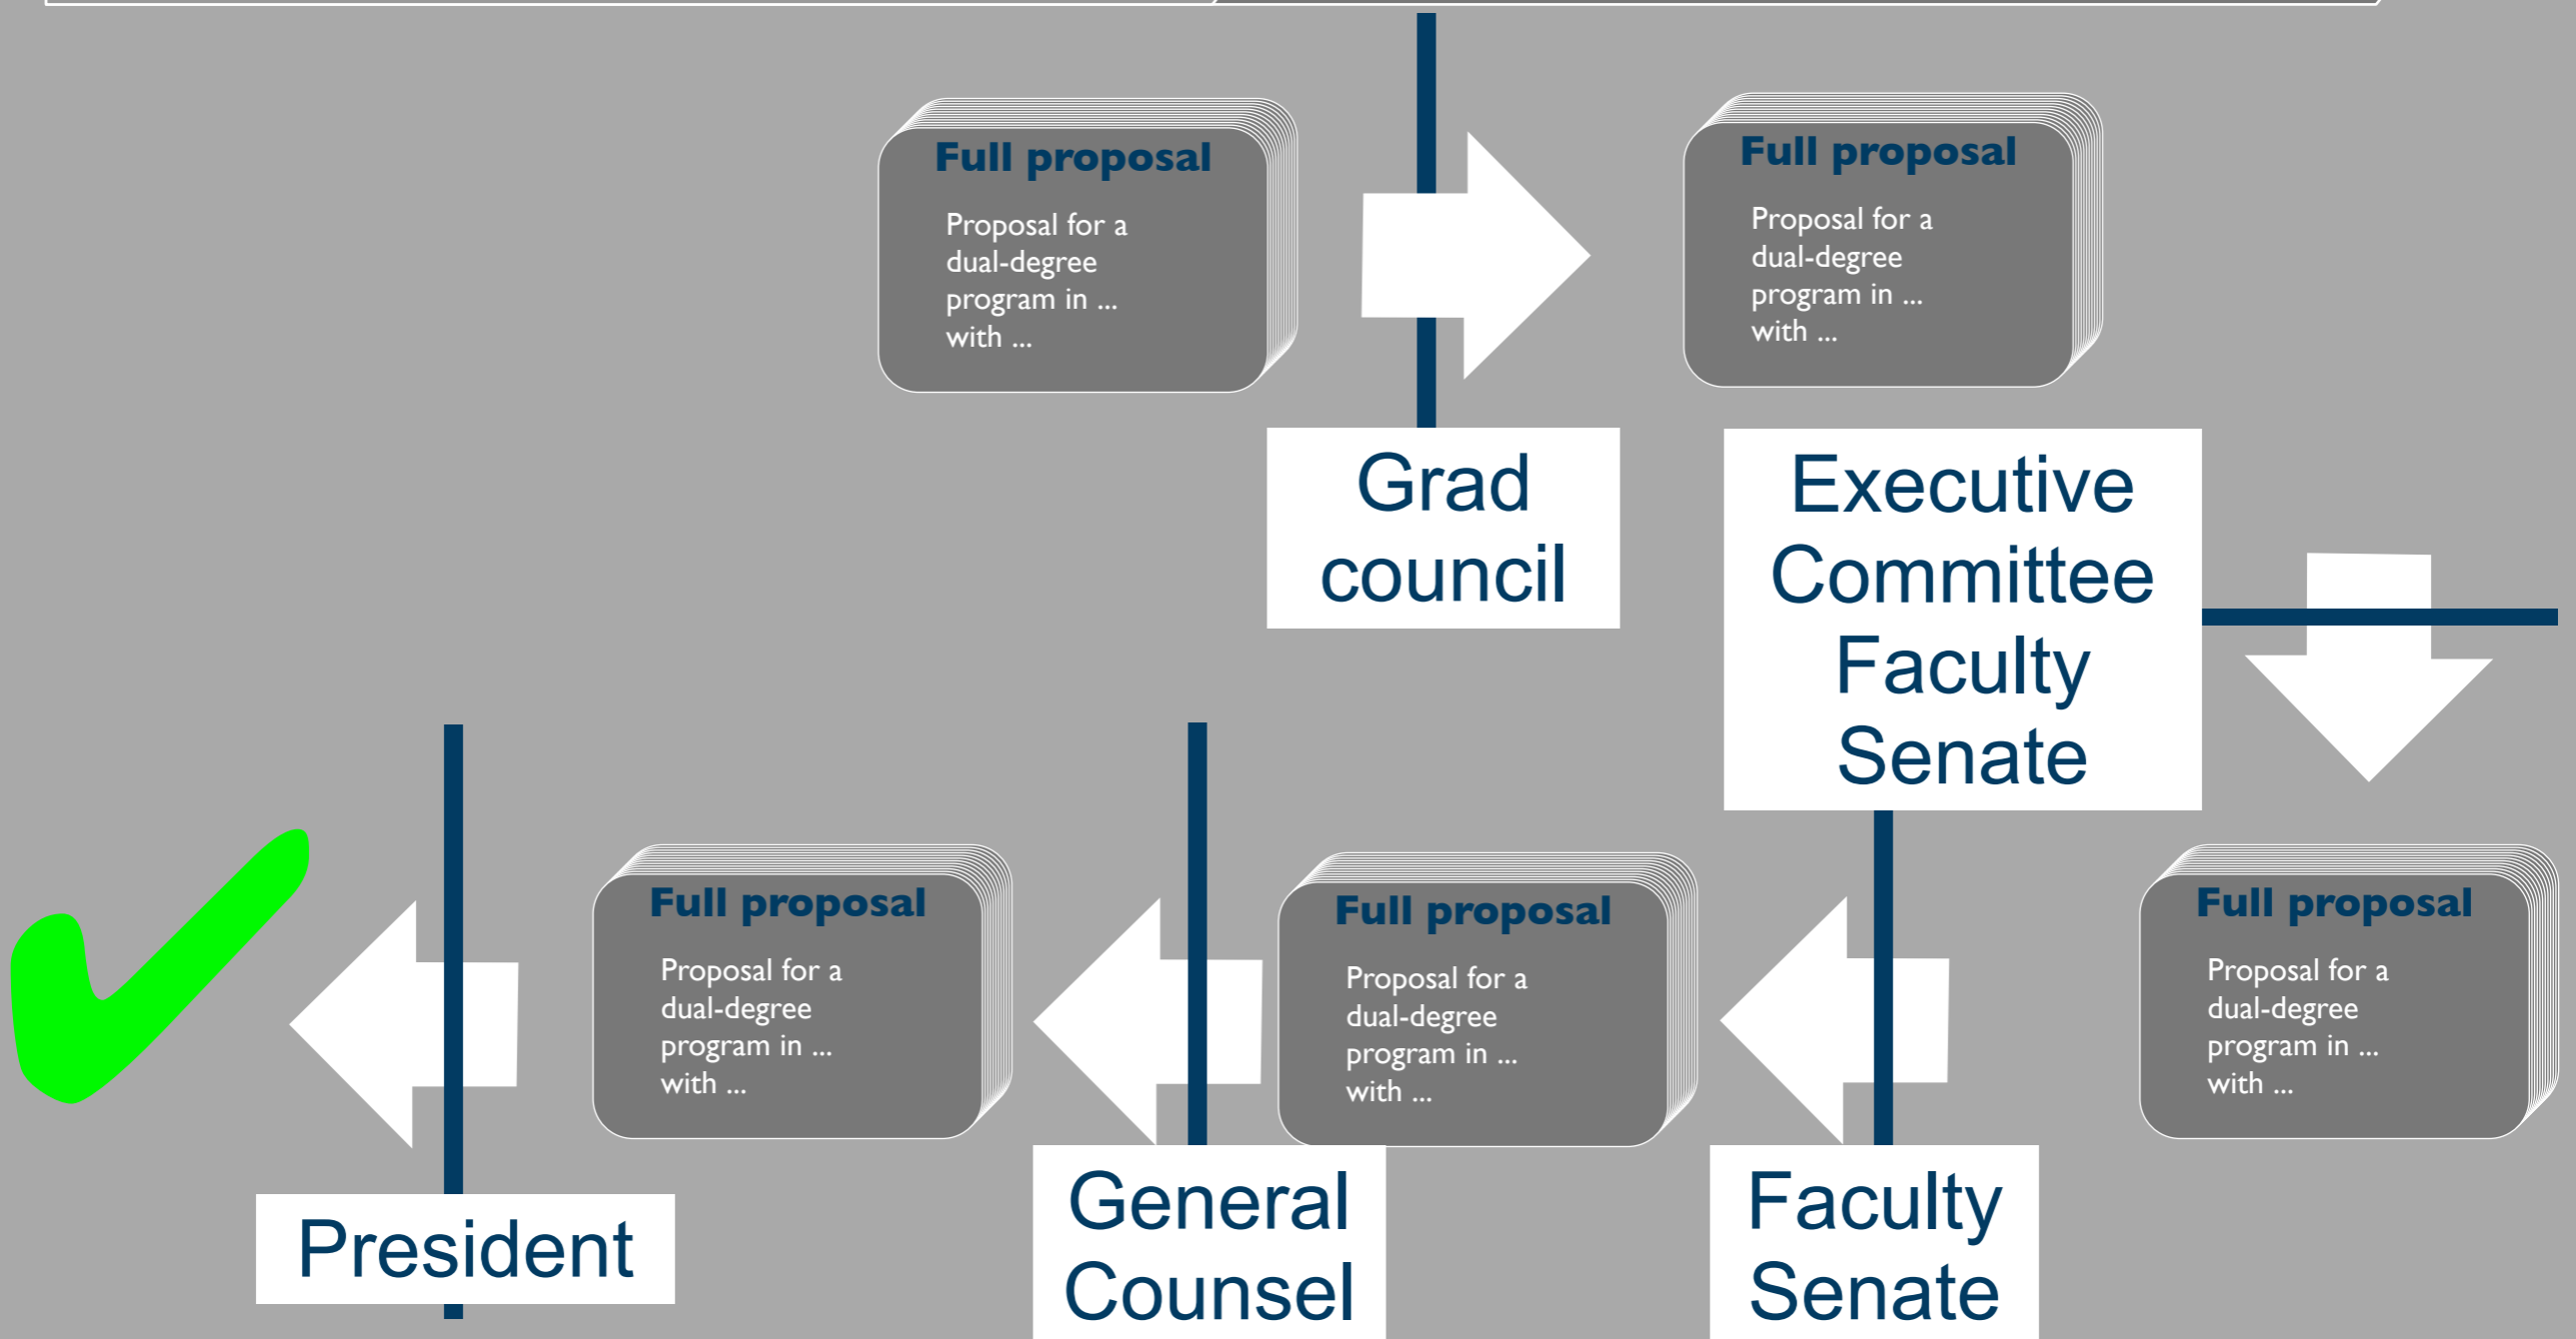 Full proposal
Proposal for a
dual-degree
program in ...
with ...
Full proposal
Proposal for a
dual-degree
program in ...
with ...
Grad
council
Executive
Committee
Faculty
Senate
Full proposal
Proposal for a
dual-degree
program in ...
with ...
Full proposal
Proposal for a
dual-degree
program in ...
with ...
Full proposal
Proposal for a
dual-degree
program in ...
with ...
President
General
Counsel
Faculty
Senate